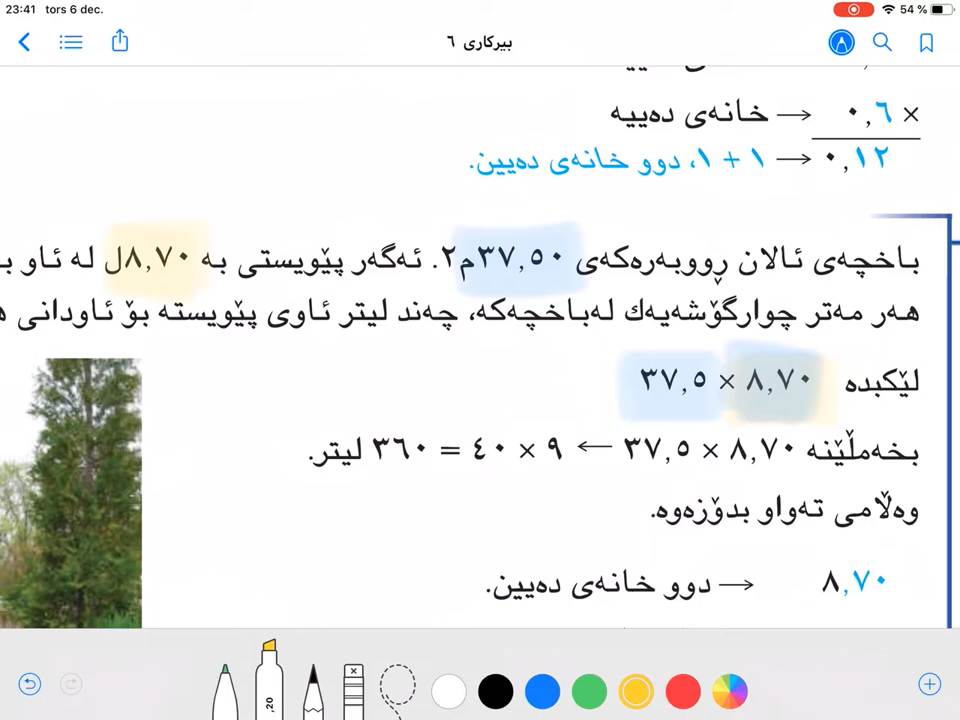 23:41 tors 6 dec. 54 %
بیرکاری ٦
× ٠,٦ → خانەی دەییە
٠,١٢ → ١ + ١، دوو خانەی دەیین.
باخچەی ئالان ڕووبەرەکەی ٣٧,٥٠م٢. ئەگەر پێویستی بە ٨,٧٠ل لە ئاو
هەر مەتر چوارگۆشەیەك لەباخچەکە، چەند لیتر ئاوی پێویستە بۆ ئاودانی
لێکبدە ٨,٧٠ × ٣٧,٥
بخەمڵێنە ٨,٧٠ × ٣٧,٥ ← ٩ × ٤٠ = ٣٦٠ لیتر.
وەڵامی تەواو بدۆزەوە.
٨,٧٠ → دوو خانەی دەیین.
,20